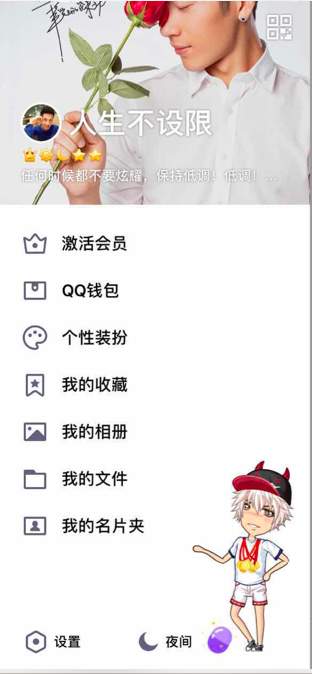 人生不设限
任何时候都不要炫耀，保持低调！低调！...
激活会员
QQ钱包
个性装扮
我的收藏
我的相册
我的文件
我的名片夹
设置
夜间